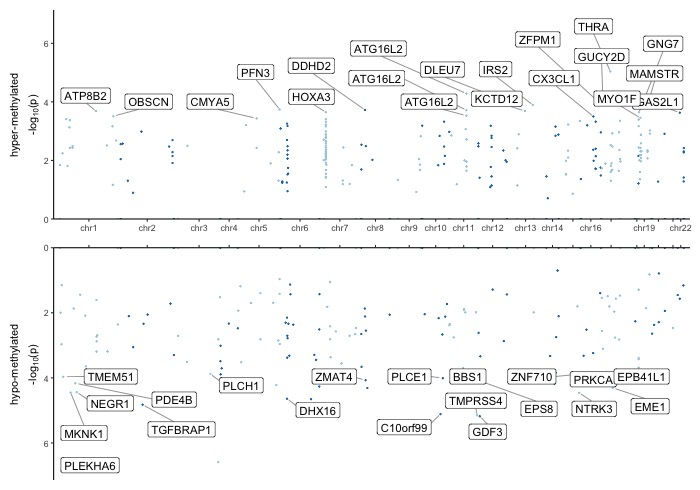 THRA
ZFPM1
GNG7
ATG16L2
GUCY2D
DDHD2
DLEU7
IRS2
PFN3
MAMSTR
ATG16L2
CX3CL1
ATP8B2
OBSCN
CMYA5
HOXA3
ATG16L2
KCTD12
MYO1F
GAS2L1
hyper-methylated
-log10(p)
6
4
2
0
chr1
chr2
chr3
chr4
chr5
chr6
chr7
chr8
chr9
chr10
chr11
chr12
chr13
chr14
chr16
chr19
chr22
hypo-methylated
-log10(p)
0
2
4
6
TMEM51
PLCH1
ZMAT4
PLCE1
BBS1
ZNF710
PRKCA
EPB41L1
NEGR1
PDE4B
DHX16
TMPRSS4
EPS8
NTRK3
EME1
MKNK1
TGFBRAP1
C10orf99
GDF3
PLEKHA6